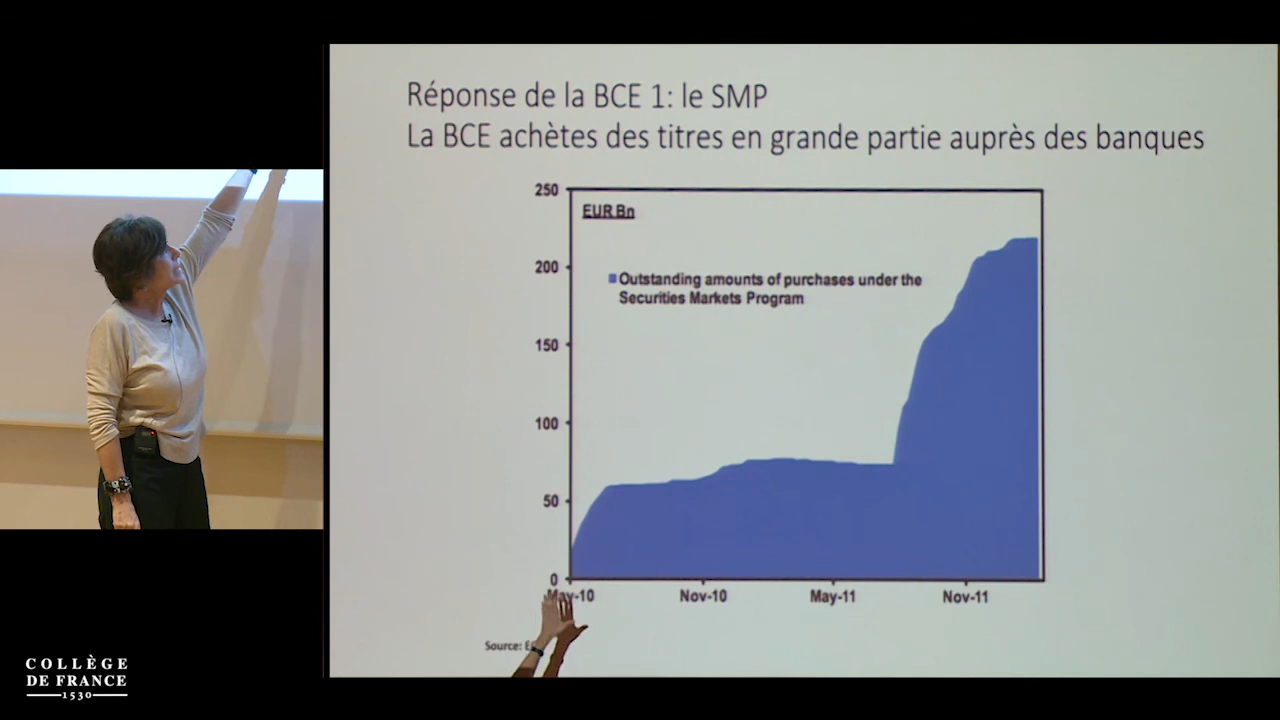 Réponse de la BCE 1: le SMP
La BCE achètes des titres en grande partie auprès des banques
250
EUR Bn
200
Outstanding amounts of purchases under the
Securities Markets Program
150
100
50
0
May-10 Nov-10 May-11 Nov-11
Source:
COLLÈGE
DE FRANCE
1530